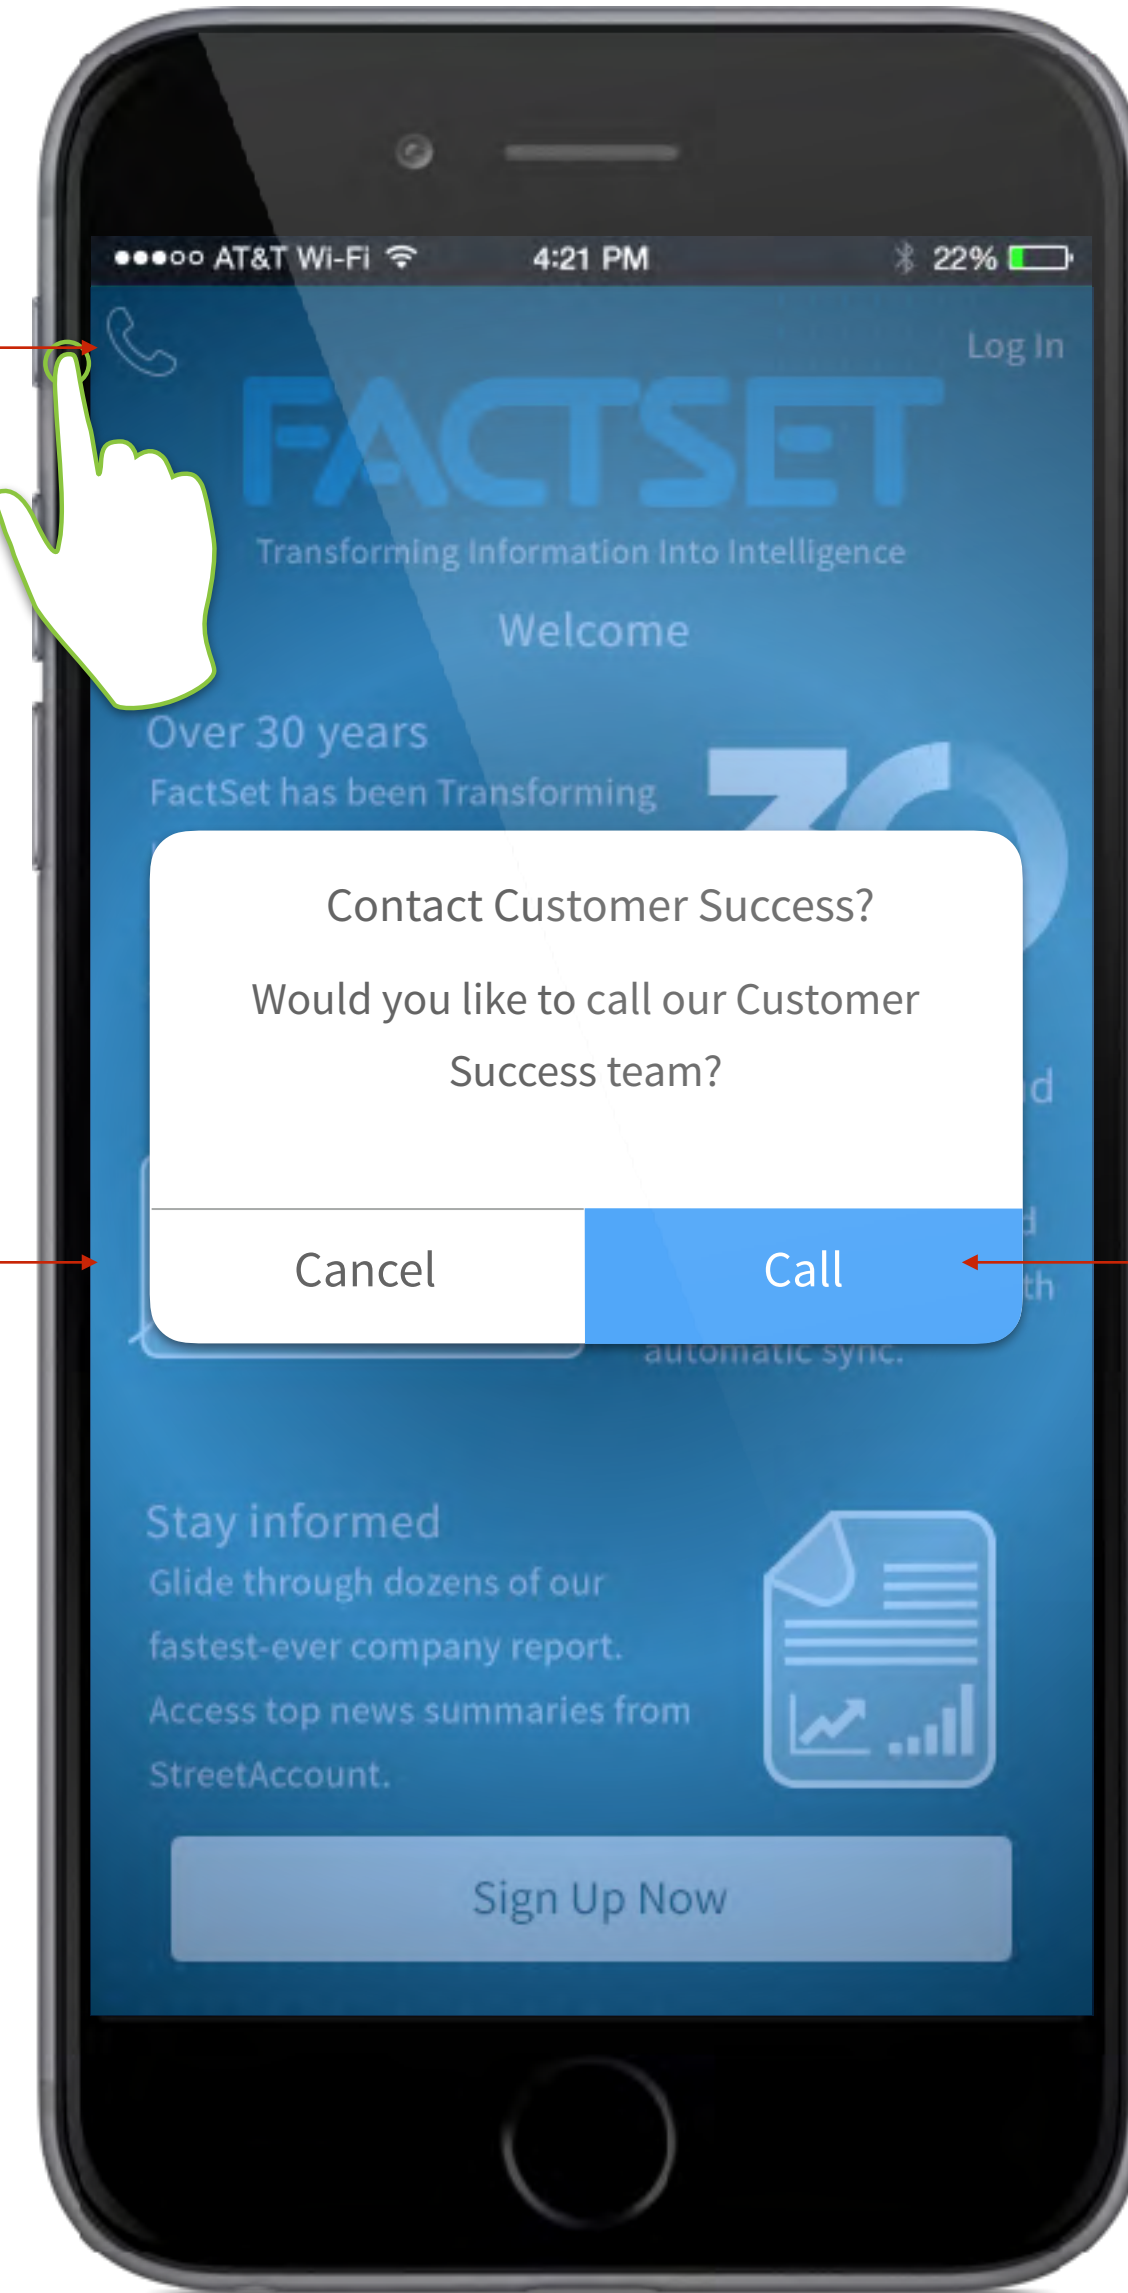 AT&T Wi-Fi 4:21 PM 22%
Log In
FACTSET
Transforming Information Into Intelligence
Welcome
Over 30 years
FactSet has been Transforming
30
Contact Customer Success?
Would you like to call our Customer
Success team?
Cancel Call
automatic sync.
Stay informed
Glide through dozens of our
fastest-ever company report.
Access top news summaries from
StreetAccount.
Sign Up Now